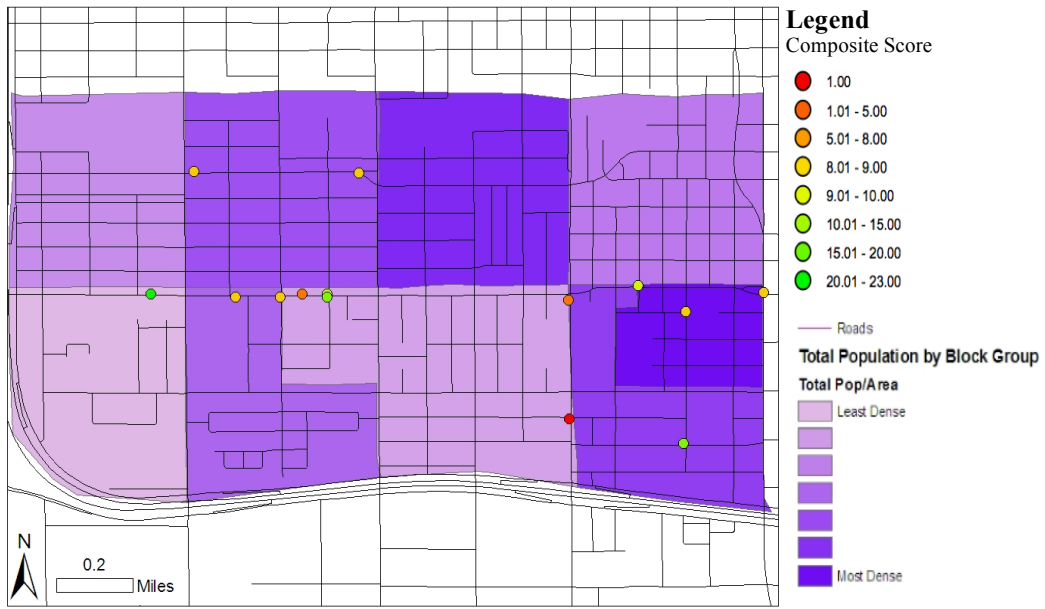 Legend
Composite Score
1.00
1.01 - 5.00
5.01 - 8.00
8.01 - 9.00
9.01 - 10.00
10.01 - 15.00
15.01 - 20.00
20.01 - 23.00
Roads
Total Population by Block Group
Total Pop/Area
Least Dense
Most Dense
N
0.2
Miles